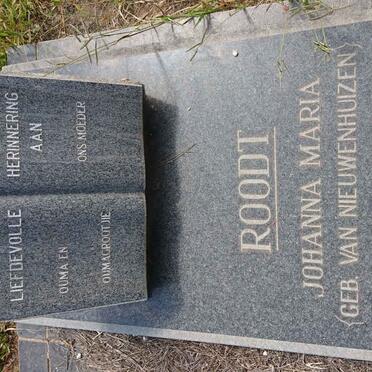 LIEFDEVOLLE
OUMA EN
OUMAGROOTJIE
HERINNERING
AAN
ONS MOEDER
ROODT
JOHANNA MARIA
{GEB. VAN NIEUWENHUIZEN}